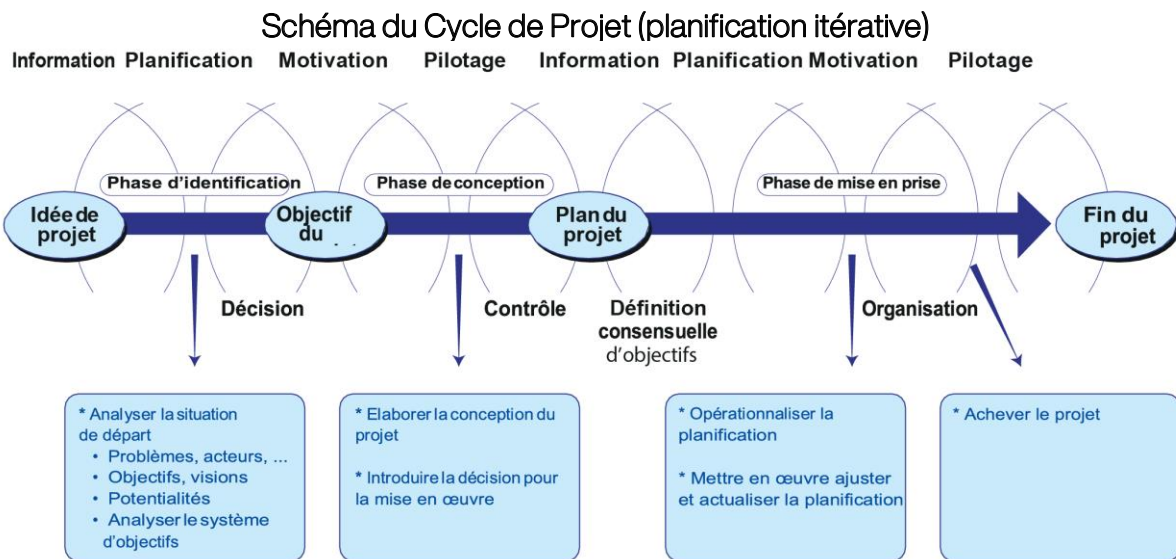 Schéma du Cycle de Projet (planification itérative)
Information Planification Motivation Pilotage Information Planification Motivation Pilotage
Phase d'identification
Phase de conception
Phase de mise en prise
Idée de
projet
Objectif
du
Plan du
projet
Fin du
projet
Décision
Contrôle
Définition
consensuelle
d'objectifs
Organisation
* Analyser la situation
de départ
• Problèmes, acteurs, ...
• Objectifs, visions
• Potentialités
• Analyser le système
d'objectifs
* Elaborer la conception du
projet
* Introduire la décision pour
la mise en œuvre
* Opérationnaliser la
planification
* Mettre en œuvre ajuster
et actualiser la planification
* Achever le projet